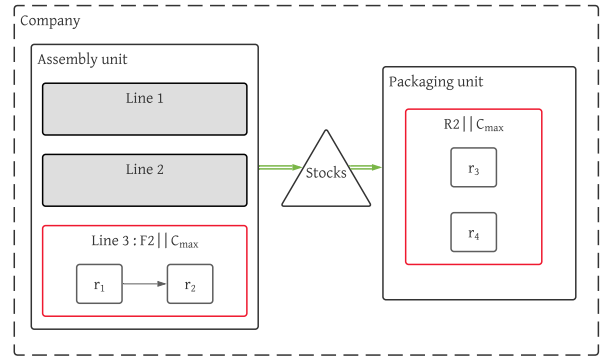 Company
Assembly unit
Line 1
Line 2
Line 3 : F2||Cmax
r1
r2
Stocks
Packaging unit
R2||Cmax
r3
r4